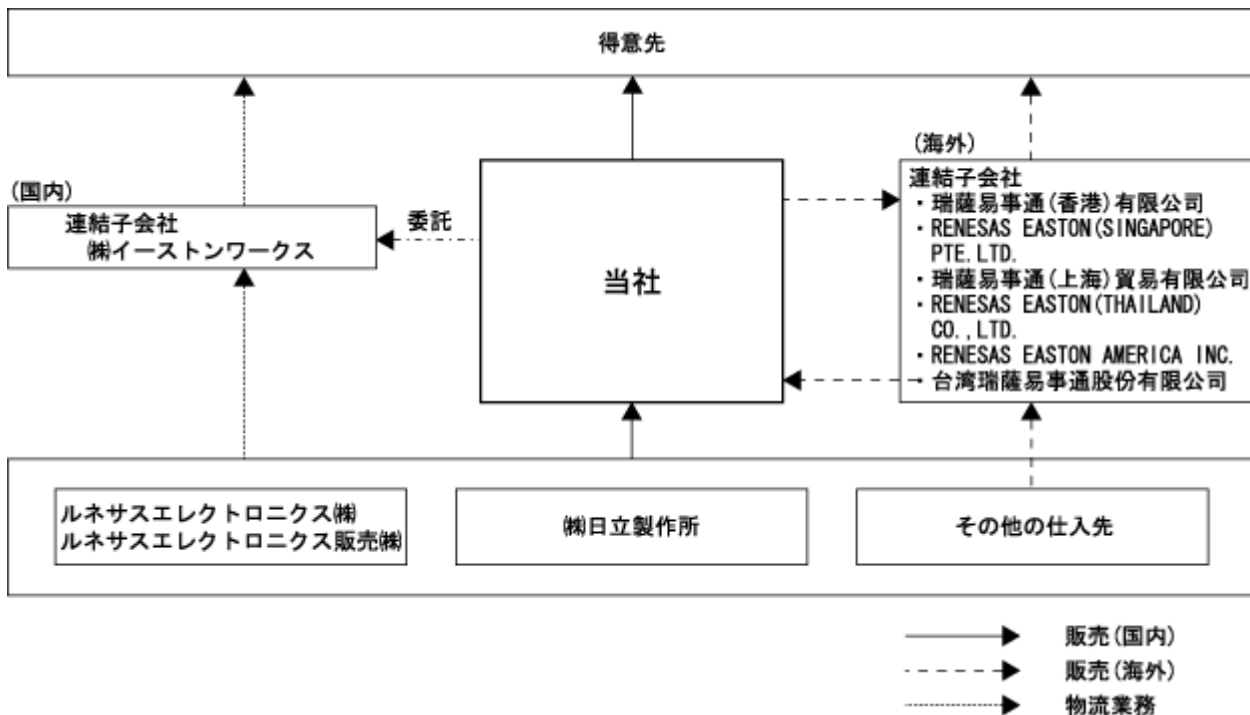 得意先
(海外)
連結子会社
・瑞薩易事通(香港)有限公司
・RENESAS EASTON(SINGAPORE)
PTE.LTD.
・瑞薩易事通(上海)貿易有限公司
・RENESAS EASTON(THAILAND)
CO.,LTD.
・RENESAS EASTON AMERICA INC.
・台湾瑞薩易事通股份有限公司
(国内)
連結子会社
㈱イーストンワークス
委託
当社
ルネサスエレクトロニクス㈱
ルネサスエレクトロニクス販売㈱
㈱日立製作所
その他の仕入先
販売(国内)
販売(海外)
物流業務